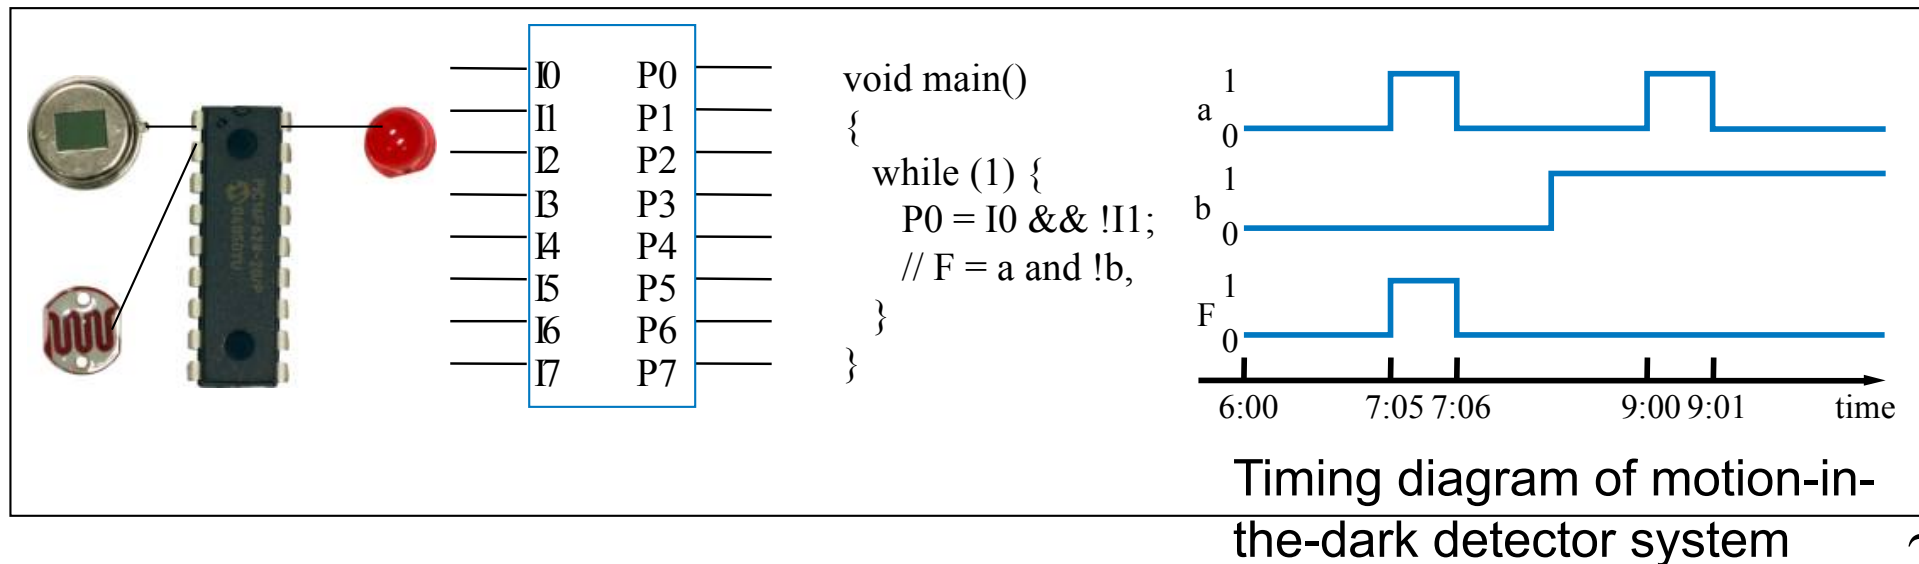 I0 P0
I1 P1
I2 P2
I3 P3
I4 P4
I5 P5
I6 P6
I7 P7
void main()
{
while (1) {
P0 = I0 && !I1;
// F = a and !b,
}
}
1
a
0
1
b
0
1
F
0
6:00 7:05 7:06 9:00 9:01 time
Timing diagram of motion-in-
the-dark detector system